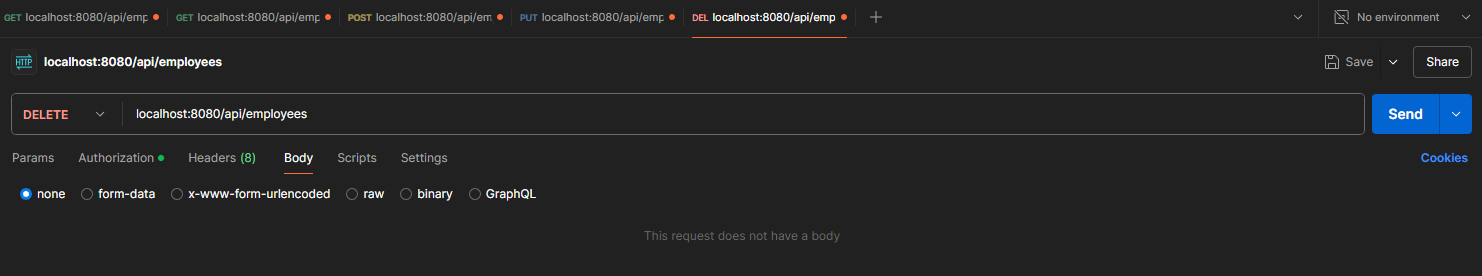 GET localhost:8080/api/emp GET localhost:8080/api/emp POST localhost:8080/api/em PUT localhost:8080/api/emp DEL localhost:8080/api/emp + No environment
HTTP localhost:8080/api/employees Save Share
DELETE localhost:8080/api/employees Send
Params Authorization Headers (8) Body Scripts Settings Cookies
none form-data x-www-form-urlencoded raw binary GraphQL
This request does not have a body